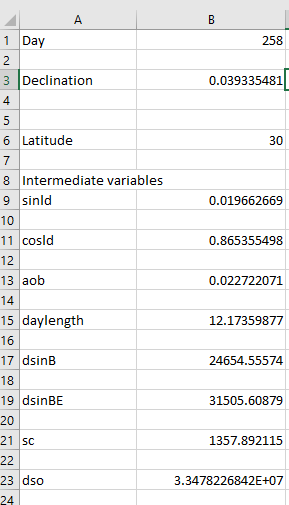 A B
1 Day 258
2
3 Declination 0.039335481
4
5
6 Latitude 30
7
8 Intermediate variables
9 sinld 0.019662669
10
11 cosld 0.865355498
12
13 aob 0.022722071
14
15 daylength 12.17359877
16
17 dsinB 24654.55574
18
19 dsinBE 31505.60879
20
21 sc 1357.892115
22
23 dso 3.3478226842E+07
24